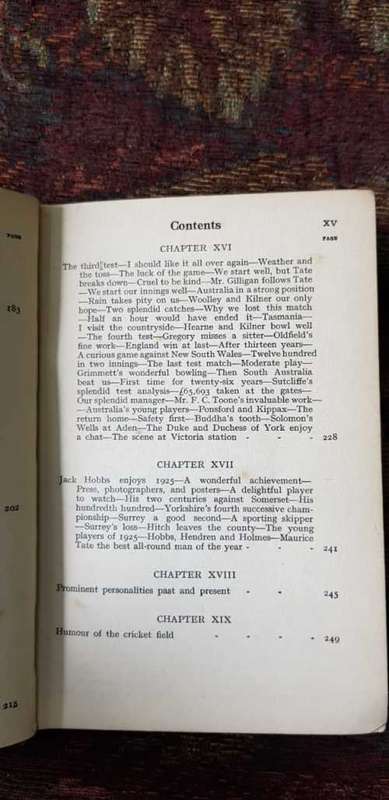 PAGE
183
202
215
Contents XV
PAGE
CHAPTER XVI
The third test—I should like it all over again—Weather and
the toss—The luck of the game—We start well, but Tate
breaks down—Cruel to be kind—Mr. Gilligan follows Tate
—We start our innings well—Australia in a strong position
—Rain takes pity on us—Woolley and Kilner our only
hope—Two splendid catches—Why we lost this match
—Half an hour would have ended it—Tasmania—
I visit the countryside—Hearne and Kilner bowl well
—The fourth test—Gregory misses a sitter—Oldfield's
fine work—England win at last—After thirteen years—
A curious game against New South Wales—Twelve hundred
in two innings—The last test match—Moderate play—
Grimmett's wonderful bowling—Then South Australia
beat us—First time for twenty-six years—Sutcliffe's
splendid test analysis—£65,693 taken at the gates—
Our splendid manager—Mr. F. C. Toone's invaluable work—
—Australia's young players—Ponsford and Kippax—The
return home—Safety first—Buddha's tooth—Solomon's
Wells at Aden—The Duke and Duchess of York enjoy
a chat—The scene at Victoria station - - - 228
CHAPTER XVII
Jack Hobbs enjoys 1925—A wonderful achievement—
Press, photographers, and posters—A delightful player
to watch—His two centuries against Somerset—His
hundredth hundred—Yorkshire's fourth successive cham-
pionship—Surrey a good second—A sporting skipper
—Surrey's loss—Hitch leaves the county—The young
players of 1925—Hobbs, Hendren and Holmes—Maurice
Tate the best all-round man of the year - - - 241
CHAPTER XVIII
Prominent personalities past and present - - - 245
CHAPTER XIX
Humour of the cricket field - - - - 249